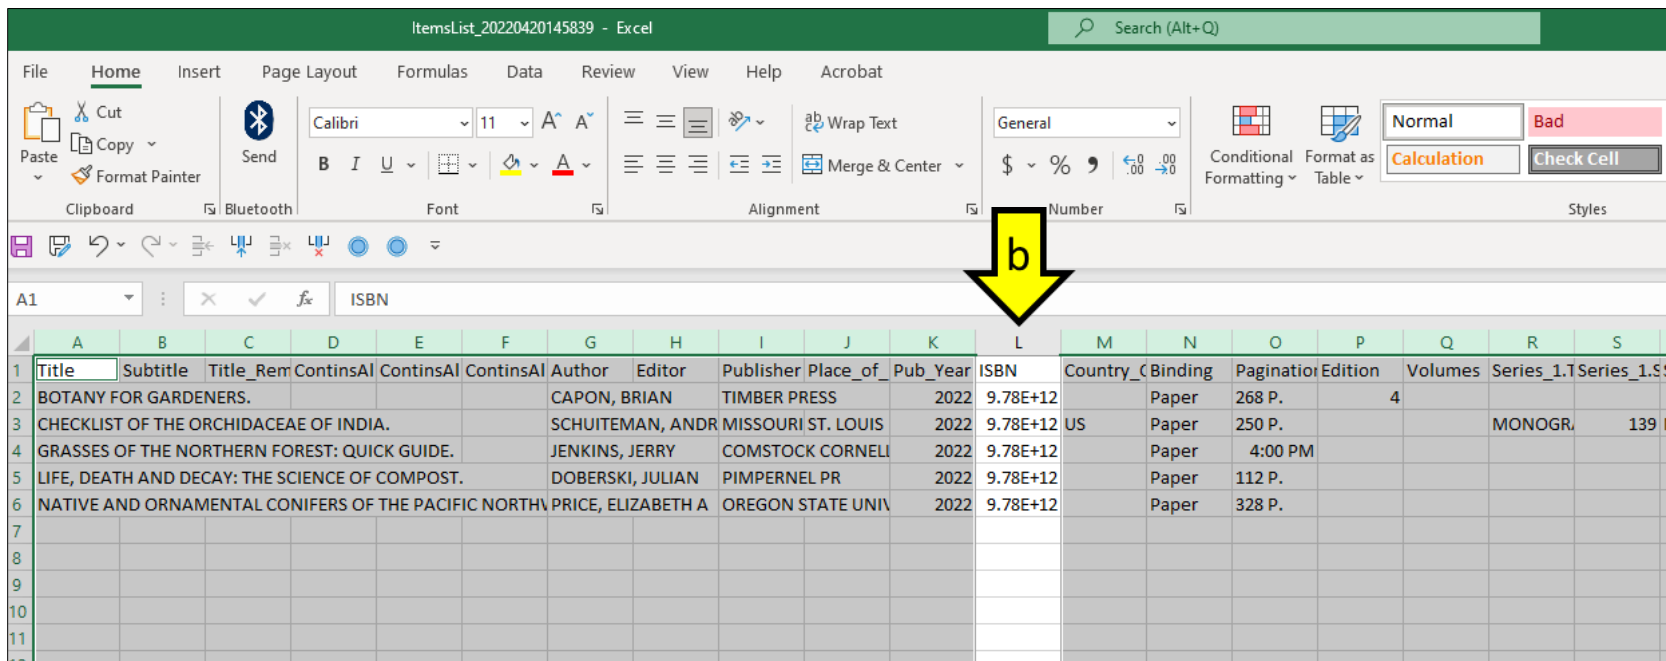 ItemsList_20220420145839 - Excel
Search (Alt+Q)
File Home Insert Page Layout Formulas Data Review View Help Acrobat
Paste
Cut
Copy
Format Painter
Clipboard
Send
Bluetooth
Calibri 11
B I U
Font
Wrap Text
Merge & Center
Alignment
General
$ % 9
Number
Conditional Formatting
Format as Table
Normal Bad
Calculation Check Cell
Styles
b
A1 fx ISBN
A B C D E F G H I J K L M N O P Q R S
1 Title Subtitle Title_Rem ContinsAl ContinsAl ContinsAl Author Editor Publisher Place_of_ Pub_Year ISBN Country_ Binding Pagination Edition Volumes Series_1.T Series_1.S
2 BOTANY FOR GARDENERS. CAPON, BRIAN TIMBER PRESS 2022 9.78E+12 Paper 268 P. 4
3 CHECKLIST OF THE ORCHIDACEAE OF INDIA. SCHUITEMAN, ANDR MISSOURI ST. LOUIS 2022 9.78E+12 US Paper 250 P. MONOGRA 139
4 GRASSES OF THE NORTHERN FOREST: QUICK GUIDE. JENKINS, JERRY COMSTOCK CORNELL 2022 9.78E+12 Paper 4:00 PM
5 LIFE, DEATH AND DECAY: THE SCIENCE OF COMPOST. DOBERSKI, JULIAN PIMPERNEL PR 2022 9.78E+12 Paper 112 P.
6 NATIVE AND ORNAMENTAL CONIFERS OF THE PACIFIC NORTHW PRICE, ELIZABETH A OREGON STATE UNIV 2022 9.78E+12 Paper 328 P.
7
8
9
10
11